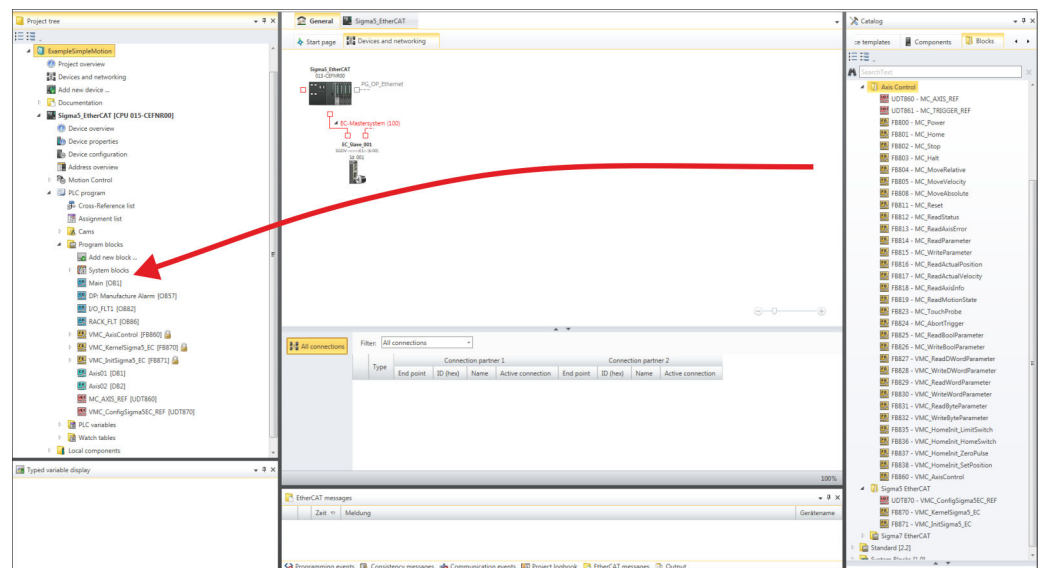 Project tree
ExampleSimpleMotion
Project overview
Devices and networking
Add new device ...
Documentation
Sigma5_EtherCAT [CPU 015-CEFNR00]
Device overview
Device properties
Device configuration
Address overview
Motion Control
PLC program
Cross-Reference list
Assignment list
Cams
Program blocks
Add new block ...
System blocks
Main [OB1]
DP: Manufacture Alarm [OB57]
I/O_FLT1 [OB82]
RACK_FLT [OB86]
VMC_AxisControl [FB860]
VMC_KernelSigma5_EC [FB870]
VMC_InitSigma5_EC [FB871]
Axis01 [DB1]
Axis02 [DB2]
MC_AXIS_REF [UDT860]
VMC_ConfigSigma5EC_REF [UDT870]
PLC variables
Watch tables
Local components
Typed variable display
General Sigma5_EtherCAT
Start page Devices and networking
Sigma5_EtherCAT
015-CEFNR00
PG_OP_Ethernet
EC-Mastersystem (100)
EC_Slave_001
All connections
Filter: All connections
Type Connection partner 1 Connection partner 2
End point ID (hex) Name Active connection End point ID (hex) Name Active connection
100%
EtherCAT messages
Zeit Meldung Gerätename
Programming events Consistency messages Communication events Project logbook EtherCAT messages Output
Catalog
ce templates Components Blocks
SearchText
Axis Control
UDT860 - MC_AXIS_REF
UDT861 - MC_TRIGGER_REF
FB800 - MC_Power
FB801 - MC_Home
FB802 - MC_Stop
FB803 - MC_Halt
FB804 - MC_MoveRelative
FB805 - MC_MoveVelocity
FB808 - MC_MoveAbsolute
FB811 - MC_Reset
FB812 - MC_ReadStatus
FB813 - MC_ReadAxisError
FB814 - MC_ReadParameter
FB815 - MC_WriteParameter
FB816 - MC_ReadActualPosition
FB817 - MC_ReadActualVelocity
FB818 - MC_ReadAxisInfo
FB819 - MC_ReadMotionState
FB823 - MC_TouchProbe
FB824 - MC_AbortTrigger
FB825 - MC_ReadBoolParameter
FB826 - MC_WriteBoolParameter
FB827 - VMC_ReadDWordParameter
FB828 - VMC_WriteDWordParameter
FB829 - VMC_ReadWordParameter
FB830 - VMC_WriteWordParameter
FB831 - VMC_ReadByteParameter
FB832 - VMC_WriteByteParameter
FB835 - VMC_HomeInit_LimitSwitch
FB836 - VMC_HomeInit_HomeSwitch
FB837 - VMC_HomeInit_ZeroPulse
FB838 - VMC_HomeInit_SetPosition
FB860 - VMC_AxisControl
Sigma5 EtherCAT
UDT870 - VMC_ConfigSigma5EC_REF
FB870 - VMC_KernelSigma5_EC
FB871 - VMC_InitSigma5_EC
Sigma7 EtherCAT
Standard [2.2]